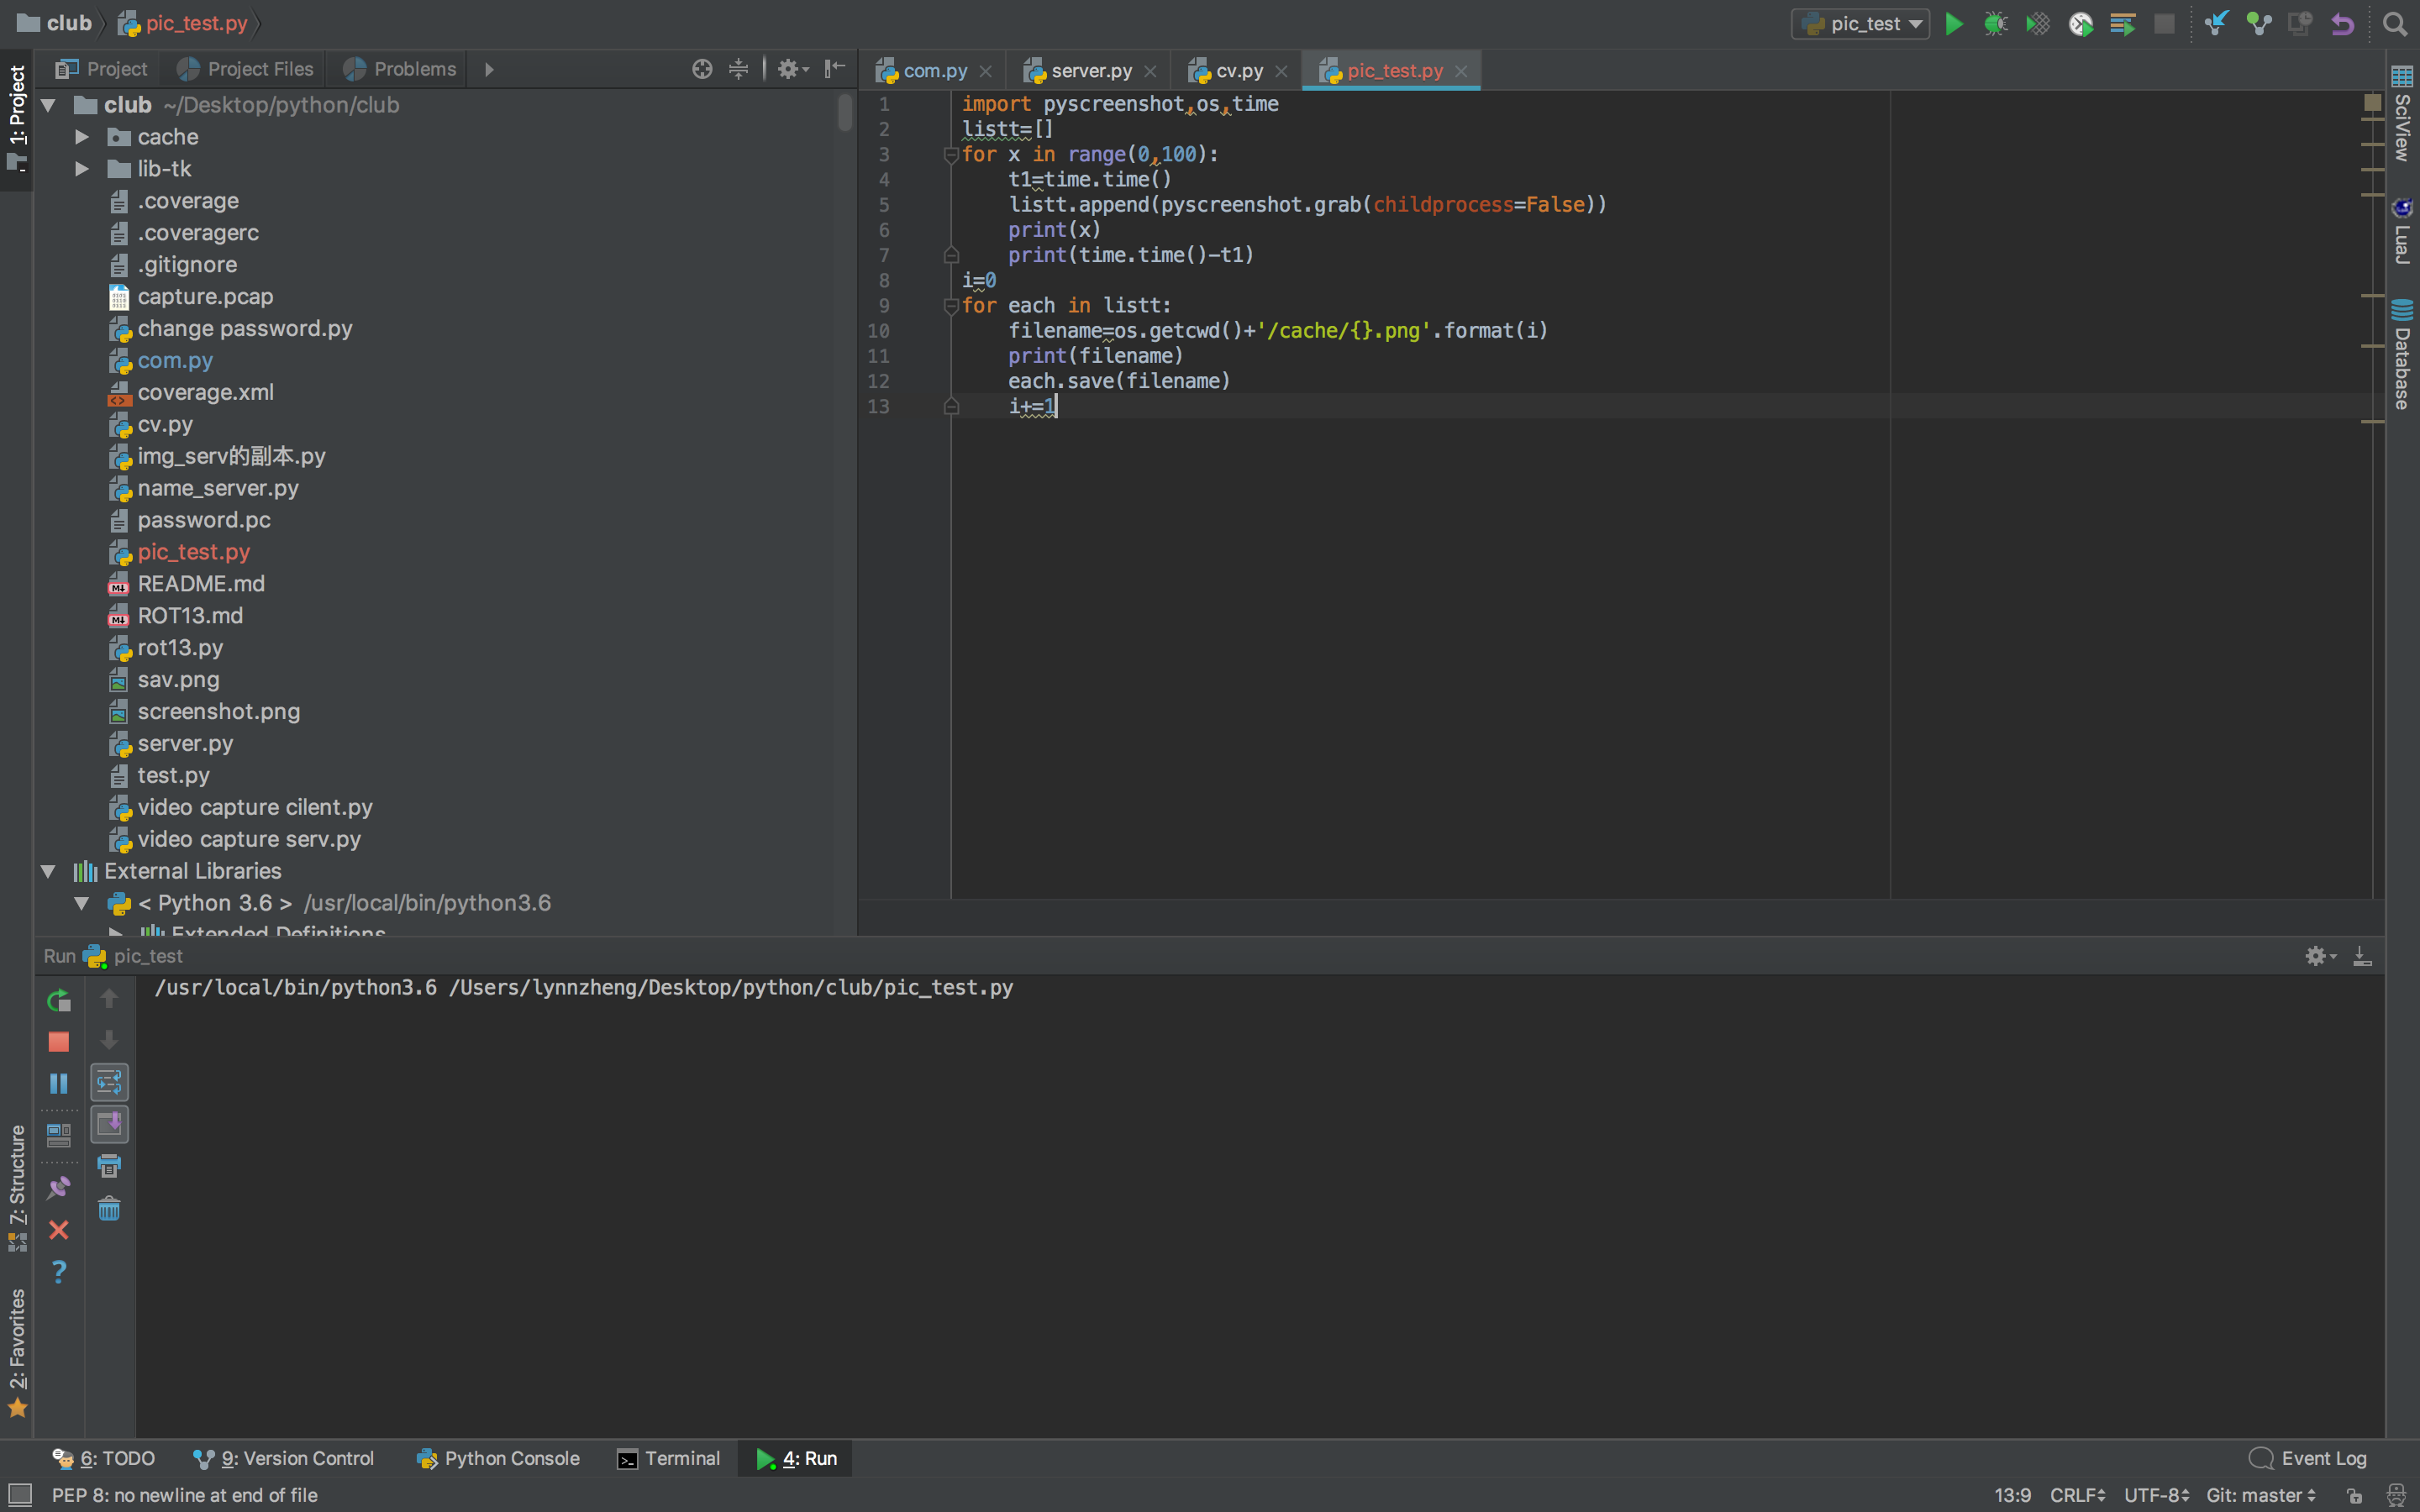 club
pic_test.py
pic_test
Project
Project Files
Problems
com.py
server.py
cv.py
pic_test.py
1: Project
club ~/Desktop/python/club
cache
lib-tk
.coverage
.coveragerc
.gitignore
capture.pcap
change password.py
com.py
coverage.xml
cv.py
img_serv的副本.py
name_server.py
password.pc
pic_test.py
README.md
ROT13.md
rot13.py
sav.png
screenshot.png
server.py
test.py
video capture cilent.py
video capture serv.py
External Libraries
< Python 3.6 > /usr/local/bin/python3.6
Extended Definitions
1 import pyscreenshot,os,time
2 listt=[]
3 for x in range(0,100):
4 t1=time.time()
5 listt.append(pyscreenshot.grab(childprocess=False))
6 print(x)
7 print(time.time()-t1)
8 i=0
9 for each in listt:
10 filename=os.getcwd()+'/cache/{}.png'.format(i)
11 print(filename)
12 each.save(filename)
13 i+=1
SciView
LuaJ
Database
Run pic_test
/usr/local/bin/python3.6 /Users/lynnzheng/Desktop/python/club/pic_test.py
7: Structure
2: Favorites
6: TODO
9: Version Control
Python Console
Terminal
4: Run
Event Log
PEP 8: no newline at end of file
13:9 CRLF UTF-8 Git: master